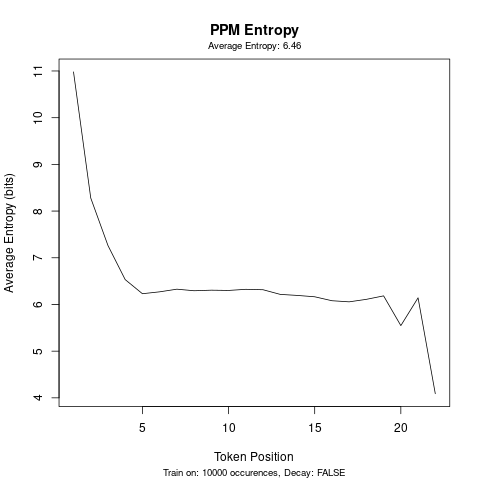 PPM Entropy
Average Entropy: 6.46
Average Entropy (bits)
11
10
9
8
7
6
5
4
5
10
15
20
Token Position
Train on: 10000 occurences, Decay: FALSE